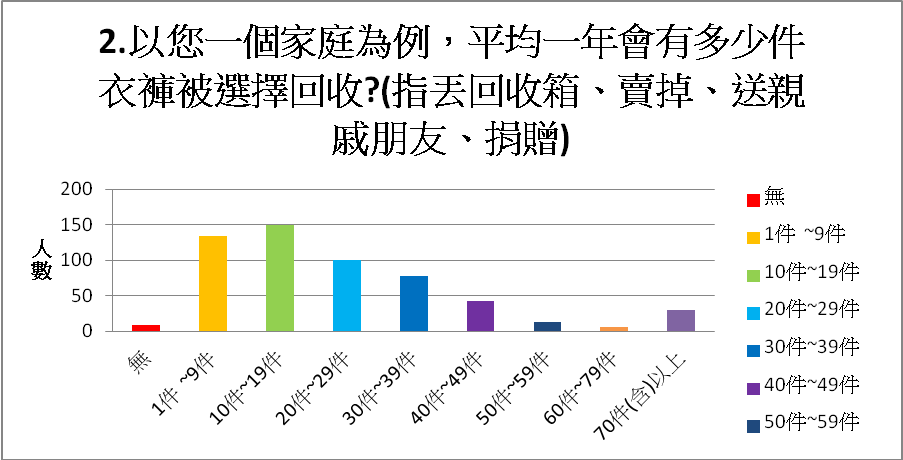 2.以您一個家庭為例，平均一年會有多少件
衣褲被選擇回收?(指丟回收箱、賣掉、送親
戚朋友、捐贈)
人數
200
150
100
50
0
無
1件 ~9件
10件~19件
20件~29件
30件~39件
40件~49件
50件~59件
60件~79件
70件(含)以上
無
1件 ~9件
10件~19件
20件~29件
30件~39件
40件~49件
50件~59件